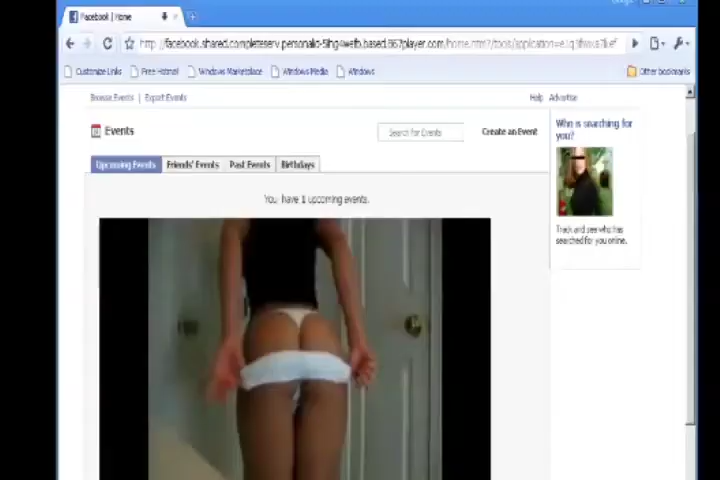 Facebook | Home
Customize Links
Free Hotmail
Windows Marketplace
Windows Media
Windows
Other bookmarks
Browse Events | Export Events
Help Advertise
Events
Search for Events
Create an Event
Who is searching for you?
Upcoming Events
Friends' Events
Past Events
Birthdays
You have 1 upcoming events.
Track and see who has
searched for you online.